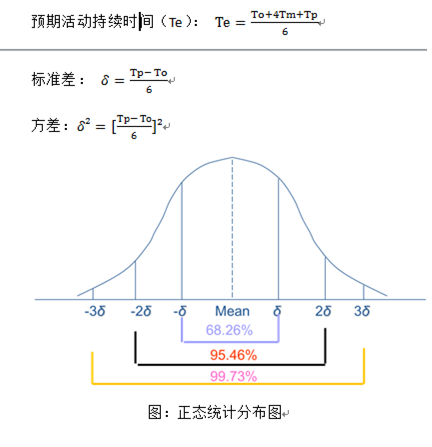 预期活动持续时间（Te）： Te = To+4Tm+Tp / 6
标准差： δ = Tp−To / 6
方差：δ² = [Tp−To / 6]²
-3δ -2δ -δ Mean δ 2δ 3δ
68.26%
95.46%
99.73%
图：正态统计分布图